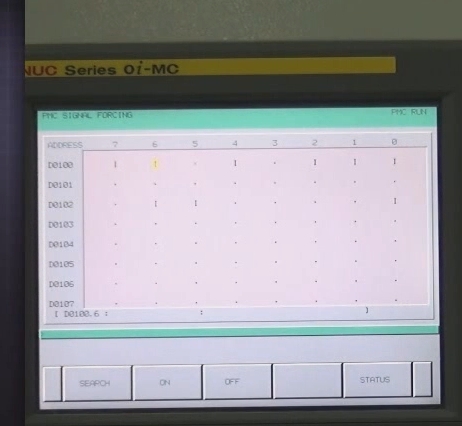 NUC Series 0i-MC
PMC SIGNAL FORCING PMC RUN
ADDRESS 7 6 5 4 3 2 1 0
D0100 1 1 . 1 . 1 1 1
D0101 . . . . . . . .
D0102 . 1 1 . . . . 1
D0103 . . . . . . . .
D0104 . . . . . . . .
D0105 . . . . . . . .
D0106 . . . . . . . .
D0107 . . . . . . . .
[ D0100.6 : : ]
SEARCH ON OFF STATUS